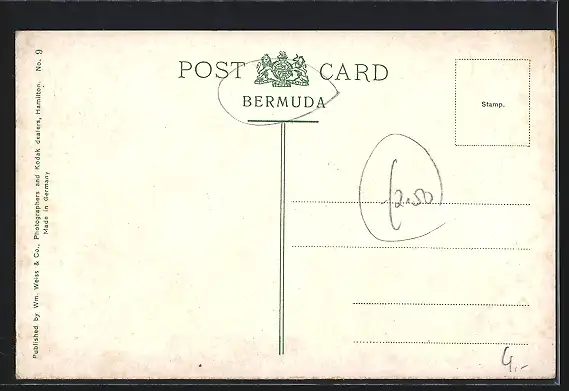 POST CARD
BERMUDA
Stamp.
Published by Wm. Weiss & Co., Photographers and Kodak dealers, Hamilton. No. 9
Made in Germany
2.50
4,-